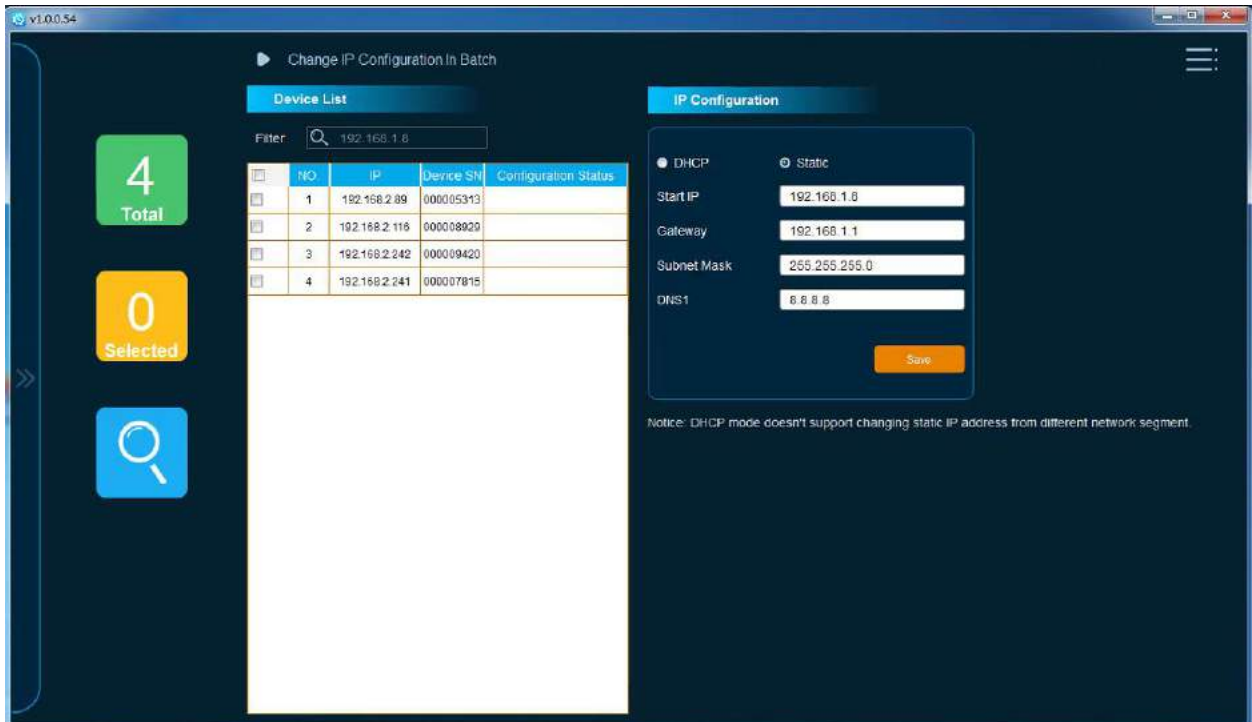 v1.0.0.54
Change IP Configuration In Batch
Device List
Filter 192.168.1.8
NO. IP Device SN Configuration Status
1 192.168.2.89 000005313
2 192.168.2.116 000008929
3 192.168.2.242 000009420
4 192.168.2.241 000007815
4
Total
0
Selected
IP Configuration
DHCP Static
Start IP 192.168.1.8
Gateway 192.168.1.1
Subnet Mask 255.255.255.0
DNS1 8.8.8.8
Save
Notice: DHCP mode doesn't support changing static IP address from different network segment.